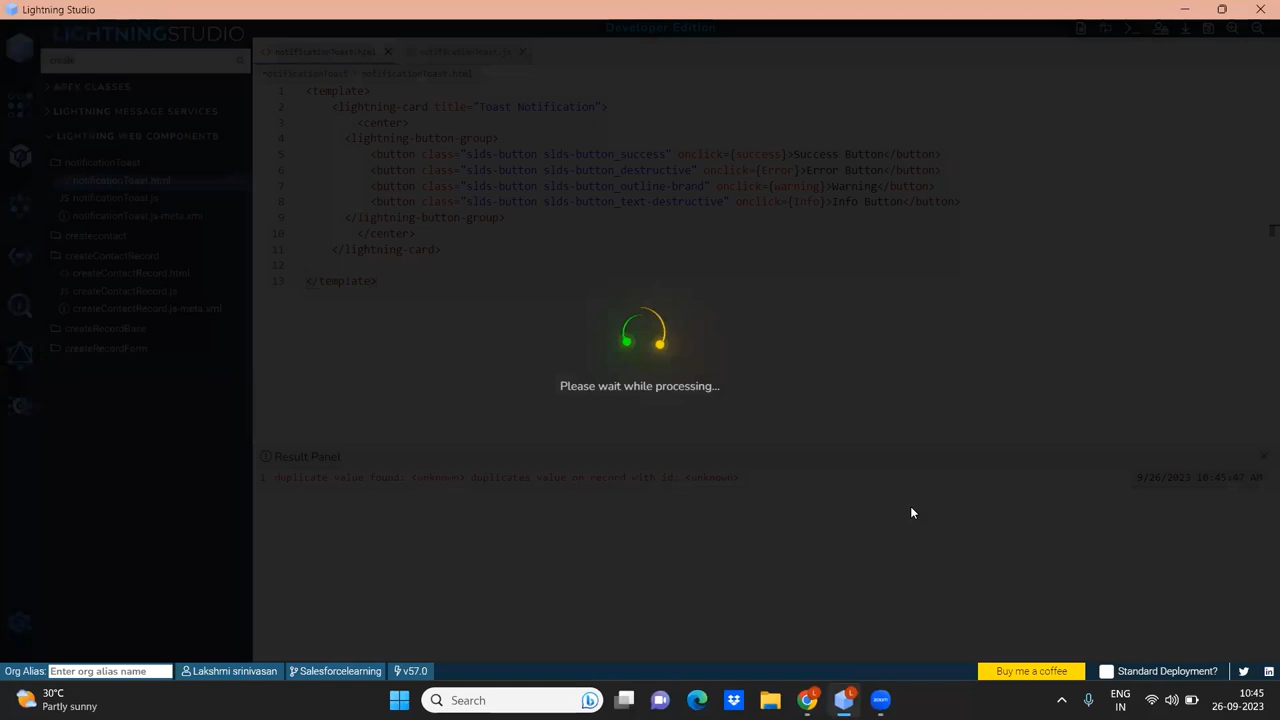 Lightning Studio
LIGHTNINGSTUDIO
Developer Edition
create
notificationToast.html
notificationToast.js
notificationToast > notificationToast.html
APEX CLASSES
LIGHTNING MESSAGE SERVICES
LIGHTNING WEB COMPONENTS
notificationToast
notificationToast.html
notificationToast.js
notificationToast.js-meta.xml
createcontact
createContactRecord
createContactRecord.html
createContactRecord.js
createContactRecord.js-meta.xml
createRecordBase
createRecordForm
1 <template>
2 <lightning-card title="Toast Notification">
3 <center>
4 <lightning-button-group>
5 <button class="slds-button slds-button_success" onclick={success}>Success Button</button>
6 <button class="slds-button slds-button_destructive" onclick={Error}>Error Button</button>
7 <button class="slds-button slds-button_outline-brand" onclick={warning}>Warning</button>
8 <button class="slds-button slds-button_text-destructive" onclick={Info}>Info Button</button>
9 </lightning-button-group>
10 </center>
11 </lightning-card>
12
13 </template>
Please wait while processing...
Result Panel
1 duplicate value found: <unknown> duplicates value on record with id: <unknown>
9/26/2023 10:45:07 AM
Org Alias: Enter org alias name
Lakshmi srinivasan
Salesforcelearning
v57.0
Buy me a coffee
Standard Deployment?
30°C
Partly sunny
Search
ENG
IN
10:45
26-09-2023